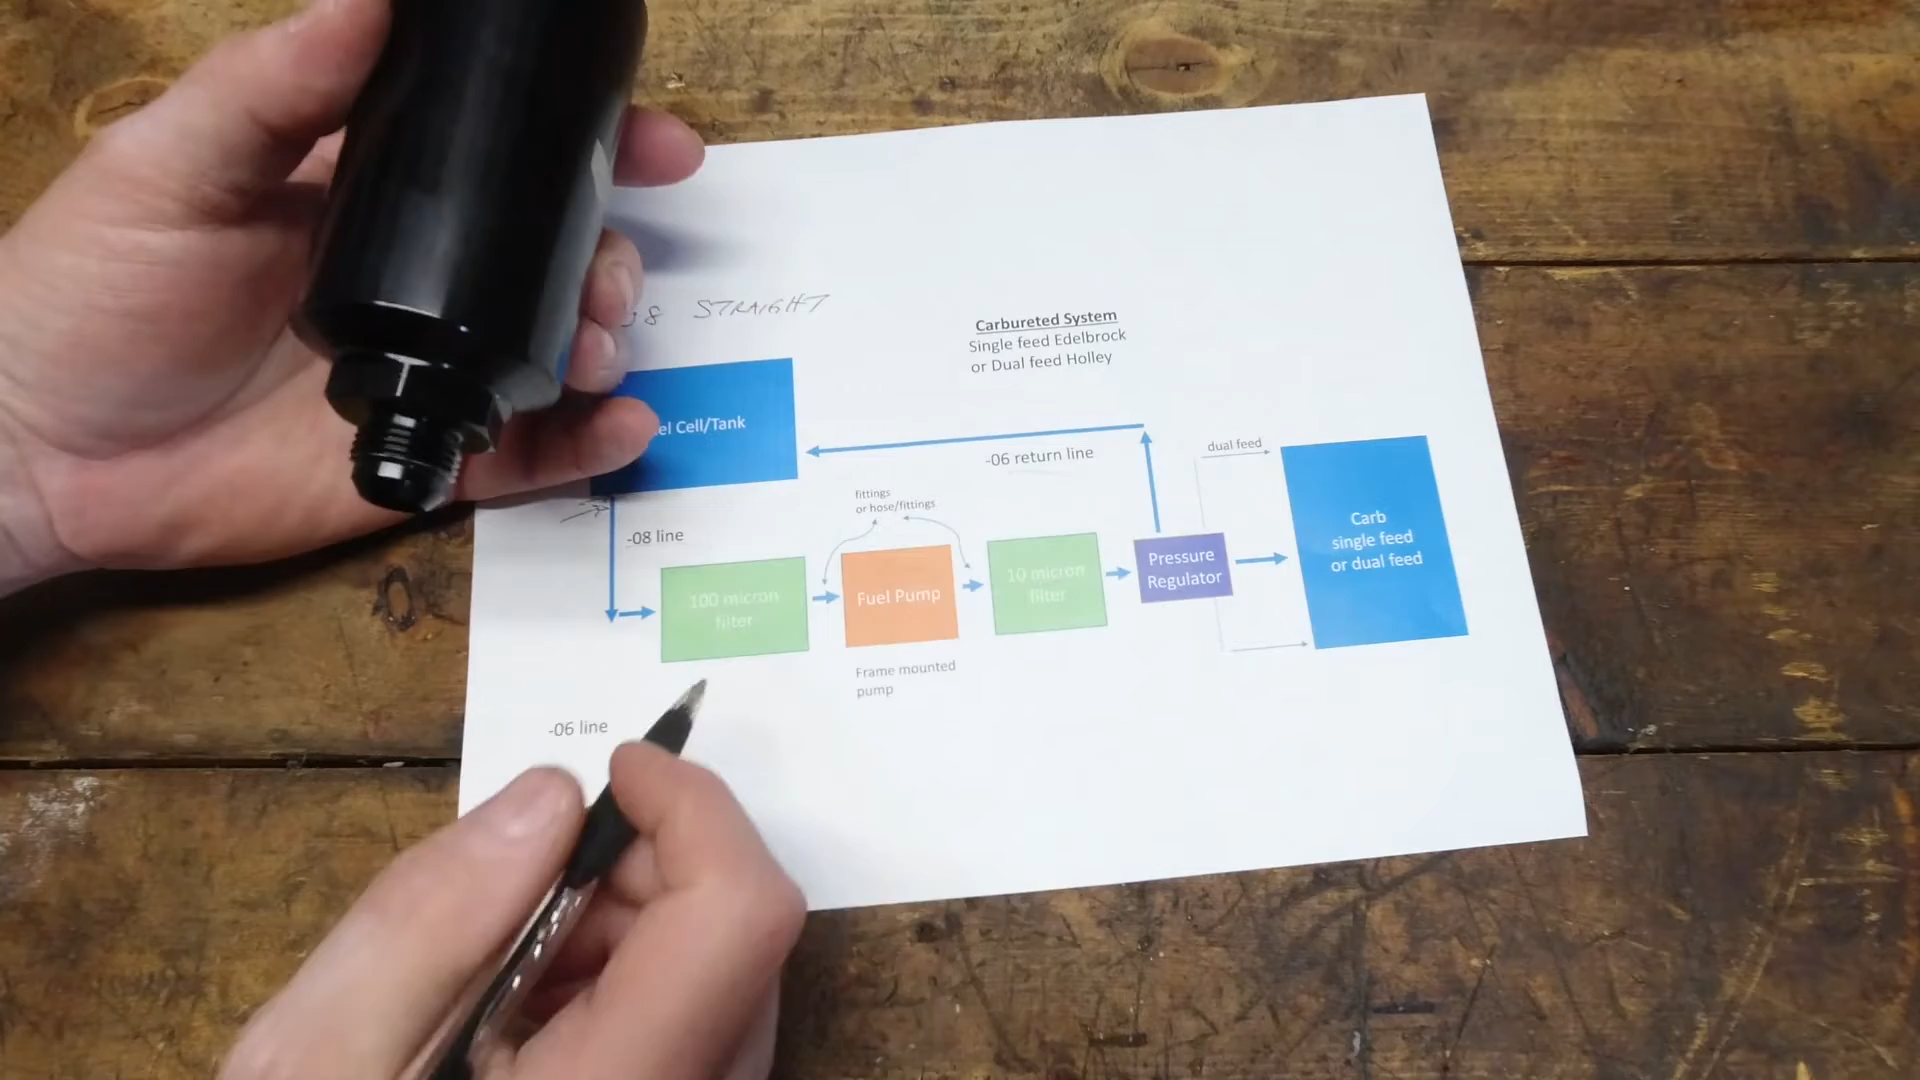 8 STRAIGHT
Carbureted System
Single feed Edelbrock
or Dual feed Holley
el Cell/Tank
-06 return line
dual feed
fittings
or hose/fittings
-08 line
100 micron
filter
Fuel Pump
10 micron
filter
Pressure
Regulator
Carb
single feed
or dual feed
Frame mounted
pump
-06 line